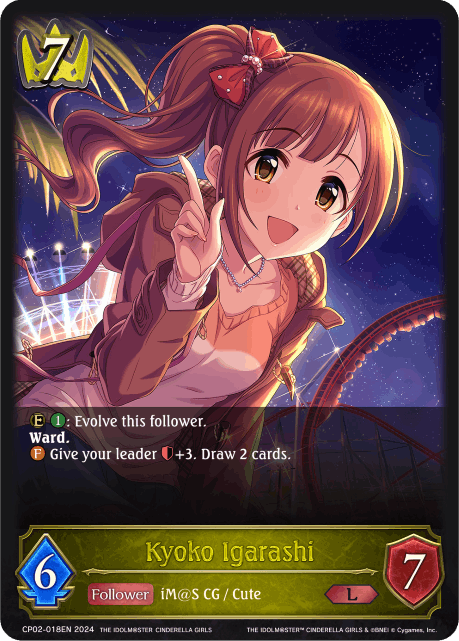 7
E 1: Evolve this follower.
Ward.
F Give your leader +3. Draw 2 cards.
Kyoko Igarashi
6
Follower iM@S CG / Cute
L
7
CP02-018EN 2024 THE IDOLM@STER CINDERELLA GIRLS THE IDOLM@STER™ CINDERELLA GIRLS & ©BNEI © Cygames, Inc.